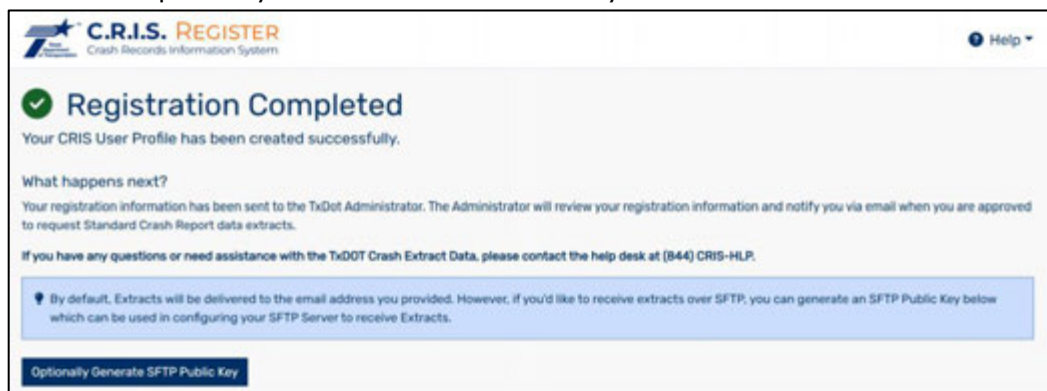 C.R.I.S. REGISTER
Crash Records Information System
Help
Registration Completed
Your CRIS User Profile has been created successfully.
What happens next?
Your registration information has been sent to the TxDot Administrator. The Administrator will review your registration information and notify you via email when you are approved
to request Standard Crash Report data extracts.
If you have any questions or need assistance with the TxDOT Crash Extract Data, please contact the help desk at (844) CRIS-HLP.
By default, Extracts will be delivered to the email address you provided. However, if you'd like to receive extracts over SFTP, you can generate an SFTP Public Key below
which can be used in configuring your SFTP Server to receive Extracts.
Optionally Generate SFTP Public Key